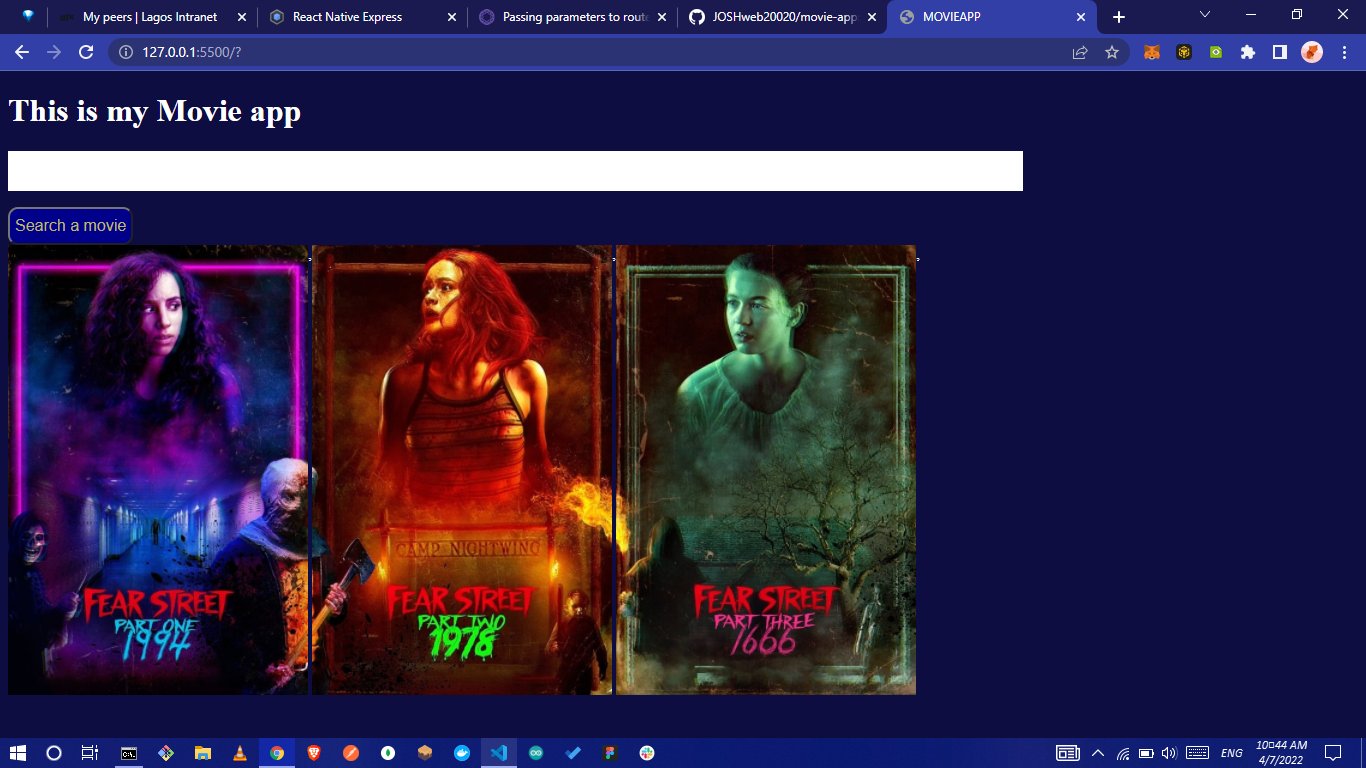 My peers | Lagos Intranet
React Native Express
Passing parameters to route
JOSHweb20020/movie-app
MOVIEAPP
127.0.0.1:5500/?
This is my Movie app
Search a movie
FEAR STREET
PART ONE
1994
CAMP NIGHTWING
FEAR STREET
PART TWO
1978
FEAR STREET
PART THREE
1666
ENG
10□44 AM
4/7/2022